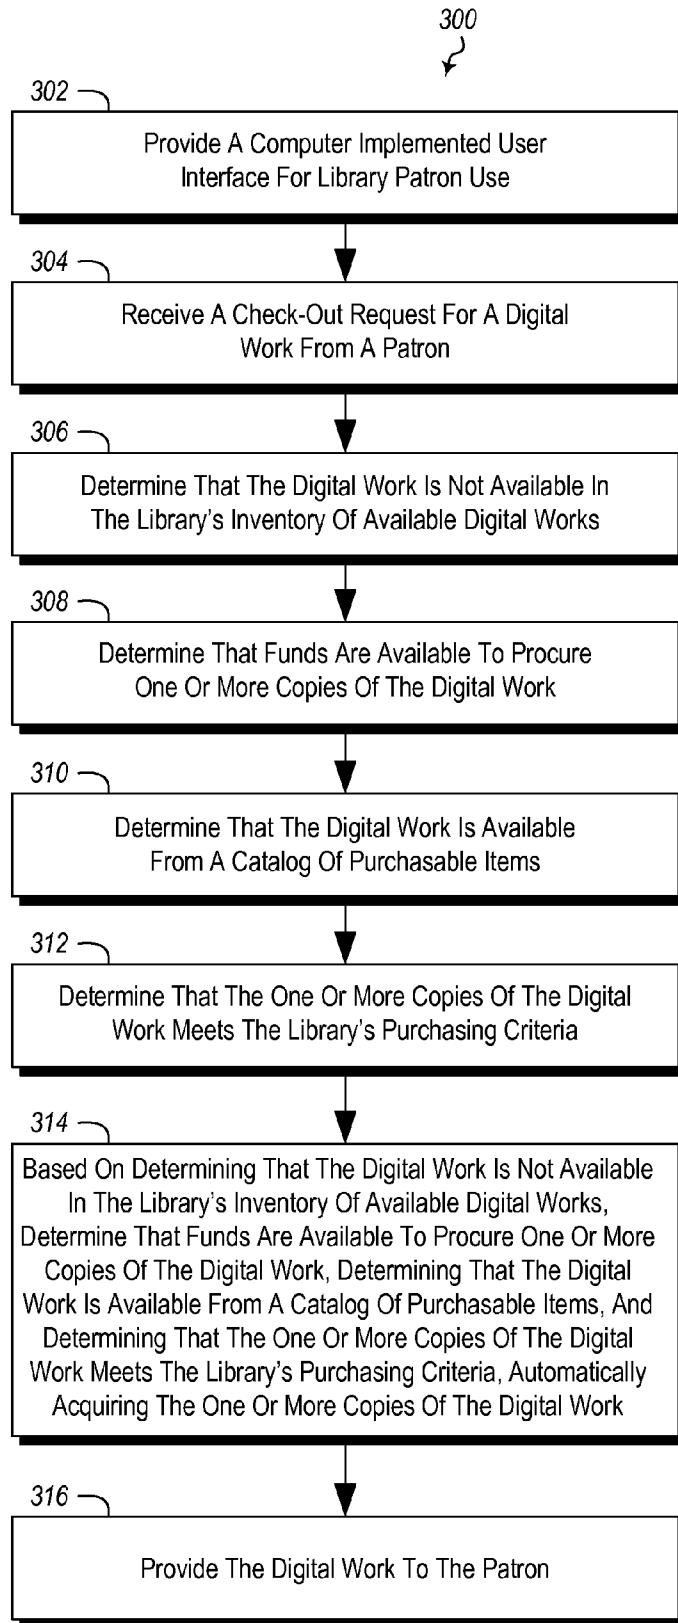 300
302
Provide A Computer Implemented User
Interface For Library Patron Use
304
Receive A Check-Out Request For A Digital
Work From A Patron
306
Determine That The Digital Work Is Not Available In
The Library's Inventory Of Available Digital Works
308
Determine That Funds Are Available To Procure
One Or More Copies Of The Digital Work
310
Determine That The Digital Work Is Available
From A Catalog Of Purchasable Items
312
Determine That The One Or More Copies Of The Digital
Work Meets The Library's Purchasing Criteria
314
Based On Determining That The Digital Work Is Not Available
In The Library's Inventory Of Available Digital Works,
Determine That Funds Are Available To Procure One Or More
Copies Of The Digital Work, Determining That The Digital
Work Is Available From A Catalog Of Purchasable Items, And
Determining That The One Or More Copies Of The Digital
Work Meets The Library's Purchasing Criteria, Automatically
Acquiring The One Or More Copies Of The Digital Work
316
Provide The Digital Work To The Patron